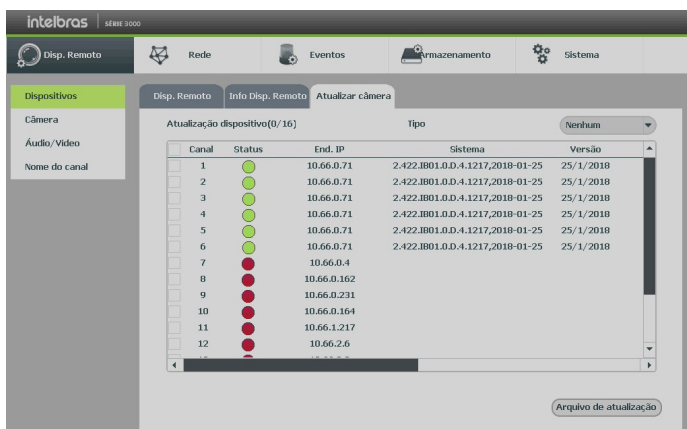 intelbras SÉRIE 3000
Disp. Remoto Rede Eventos Armazenamento Sistema
Dispositivos
Câmera
Áudio/Video
Nome do canal
Disp. Remoto Info Disp. Remoto Atualizar câmera
Atualização dispositivo(0/16) Tipo Nenhum
Canal Status End. IP Sistema Versão
1 10.66.0.71 2.422.IB01.0.D.4.1217,2018-01-25 25/1/2018
2 10.66.0.71 2.422.IB01.0.D.4.1217,2018-01-25 25/1/2018
3 10.66.0.71 2.422.IB01.0.D.4.1217,2018-01-25 25/1/2018
4 10.66.0.71 2.422.IB01.0.D.4.1217,2018-01-25 25/1/2018
5 10.66.0.71 2.422.IB01.0.D.4.1217,2018-01-25 25/1/2018
6 10.66.0.71 2.422.IB01.0.D.4.1217,2018-01-25 25/1/2018
7 10.66.0.4
8 10.66.0.162
9 10.66.0.231
10 10.66.0.164
11 10.66.1.217
12 10.66.2.6
Arquivo de atualização